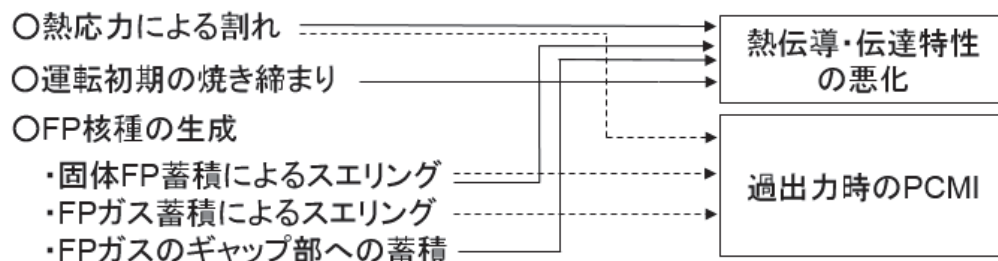 ○熱応力による割れ
○運転初期の焼き締まり
○FP核種の生成
・固体FP蓄積によるスエリング
・FPガス蓄積によるスエリング
・FPガスのギャップ部への蓄積
熱伝導・伝達特性
の悪化
過出力時のPCMI